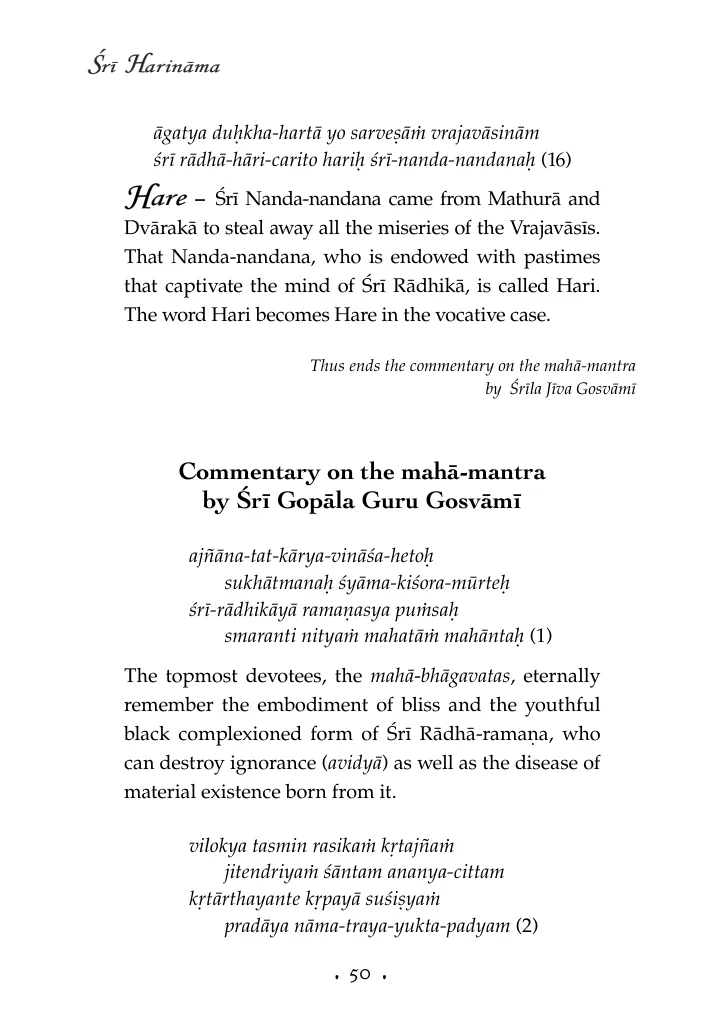 Śrī Harināma
āgatya duḥkha-hartā yo sarveṣāṁ vrajavāsinām
śrī rādhā-hāri-carito hariḥ śrī-nanda-nandanaḥ (16)
Hare – Śrī Nanda-nandana came from Mathurā and
Dvārakā to steal away all the miseries of the Vrajavāsīs.
That Nanda-nandana, who is endowed with pastimes
that captivate the mind of Śrī Rādhikā, is called Hari.
The word Hari becomes Hare in the vocative case.
Thus ends the commentary on the mahā-mantra
by Śrīla Jīva Gosvāmī
Commentary on the mahā-mantra
by Śrī Gopāla Guru Gosvāmī
ajñāna-tat-kārya-vināśa-hetoḥ
sukhātmanaḥ śyāma-kiśora-mūrteḥ
śrī-rādhikāyā ramaṇasya puṁsaḥ
smaranti nityaṁ mahatāṁ mahāntaḥ (1)
The topmost devotees, the mahā-bhāgavatas, eternally
remember the embodiment of bliss and the youthful
black complexioned form of Śrī Rādhā-ramaṇa, who
can destroy ignorance (avidyā) as well as the disease of
material existence born from it.
vilokya tasmin rasikaṁ kṛtajñaṁ
jitendriyaṁ śāntam ananya-cittam
kṛtārthayante kṛpayā suśiṣyaṁ
pradāya nāma-traya-yukta-padyam (2)
• 50 •